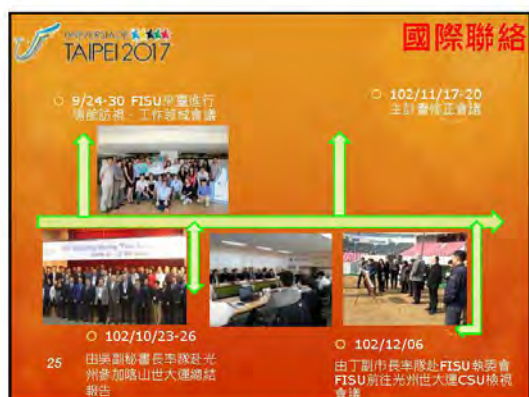 UNIVERSIADE
TAIPEI 2017
國際聯絡
9/24-30 FISU來臺進行
場館訪視、工作領域會議
102/11/17-20
主計畫修正會議
102/10/23-26
由吳副秘書長率隊赴光
州參加喀山世大運總結
報告
102/12/06
由丁副市長率隊赴FISU執委會
FISU前往光州世大運CSU檢視
會議
25